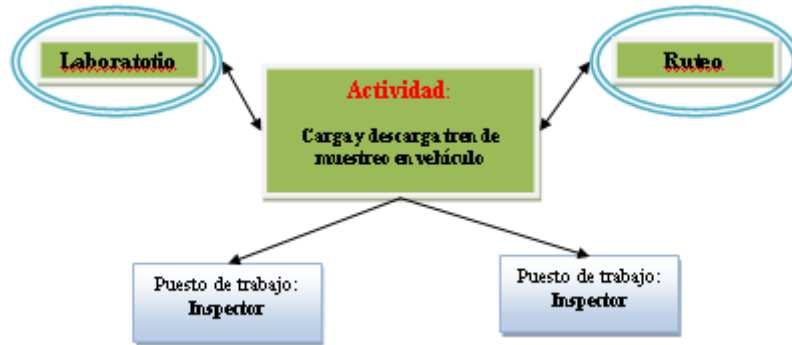 Laboratotio
Ruteo
Actividad:
Carga y descarga tren de
muestreo en vehículo
Puesto de trabajo:
Inspector
Puesto de trabajo:
Inspector